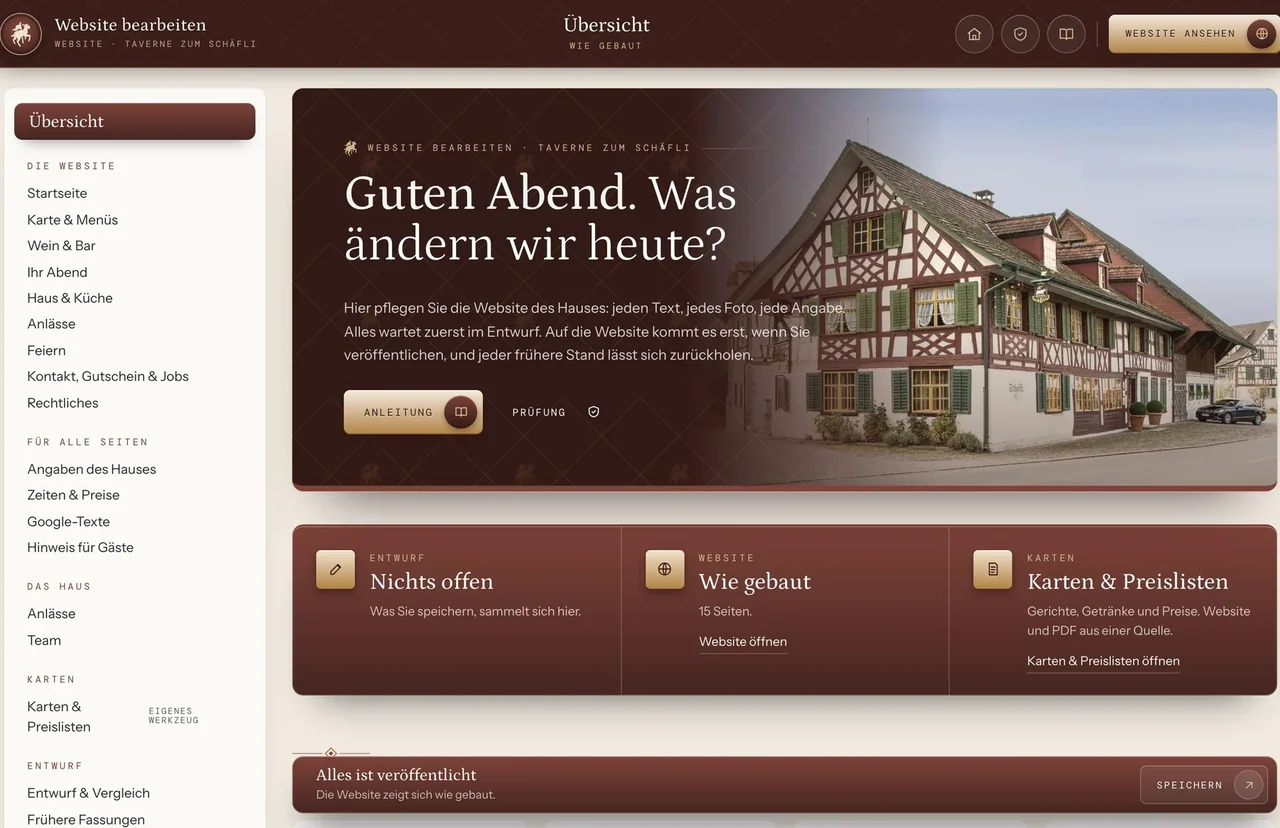 Website bearbeiten
WEBSITE · TAVERNE ZUM SCHÄFLI
Übersicht
WIE GEBAUT
WEBSITE ANSEHEN
Übersicht
DIE WEBSITE
Startseite
Karte & Menüs
Wein & Bar
Ihr Abend
Haus & Küche
Anlässe
Feiern
Kontakt, Gutschein & Jobs
Rechtliches
FÜR ALLE SEITEN
Angaben des Hauses
Zeiten & Preise
Google-Texte
Hinweis für Gäste
DAS HAUS
Anlässe
Team
KARTEN
Karten &
Preislisten
EIGENES
WERKZEUG
ENTWURF
Entwurf & Vergleich
Frühere Fassungen
WEBSITE BEARBEITEN · TAVERNE ZUM SCHÄFLI
Guten Abend. Was
ändern wir heute?
Hier pflegen Sie die Website des Hauses: jeden Text, jedes Foto, jede Angabe.
Alles wartet zuerst im Entwurf. Auf die Website kommt es erst, wenn Sie
veröffentlichen, und jeder frühere Stand lässt sich zurückholen.
ANLEITUNG
PRÜFUNG
ENTWURF
Nichts offen
Was Sie speichern, sammelt sich hier.
WEBSITE
Wie gebaut
15 Seiten.
Website öffnen
KARTEN
Karten & Preislisten
Gerichte, Getränke und Preise. Website
und PDF aus einer Quelle.
Karten & Preislisten öffnen
Alles ist veröffentlicht
Die Website zeigt sich wie gebaut.
SPEICHERN